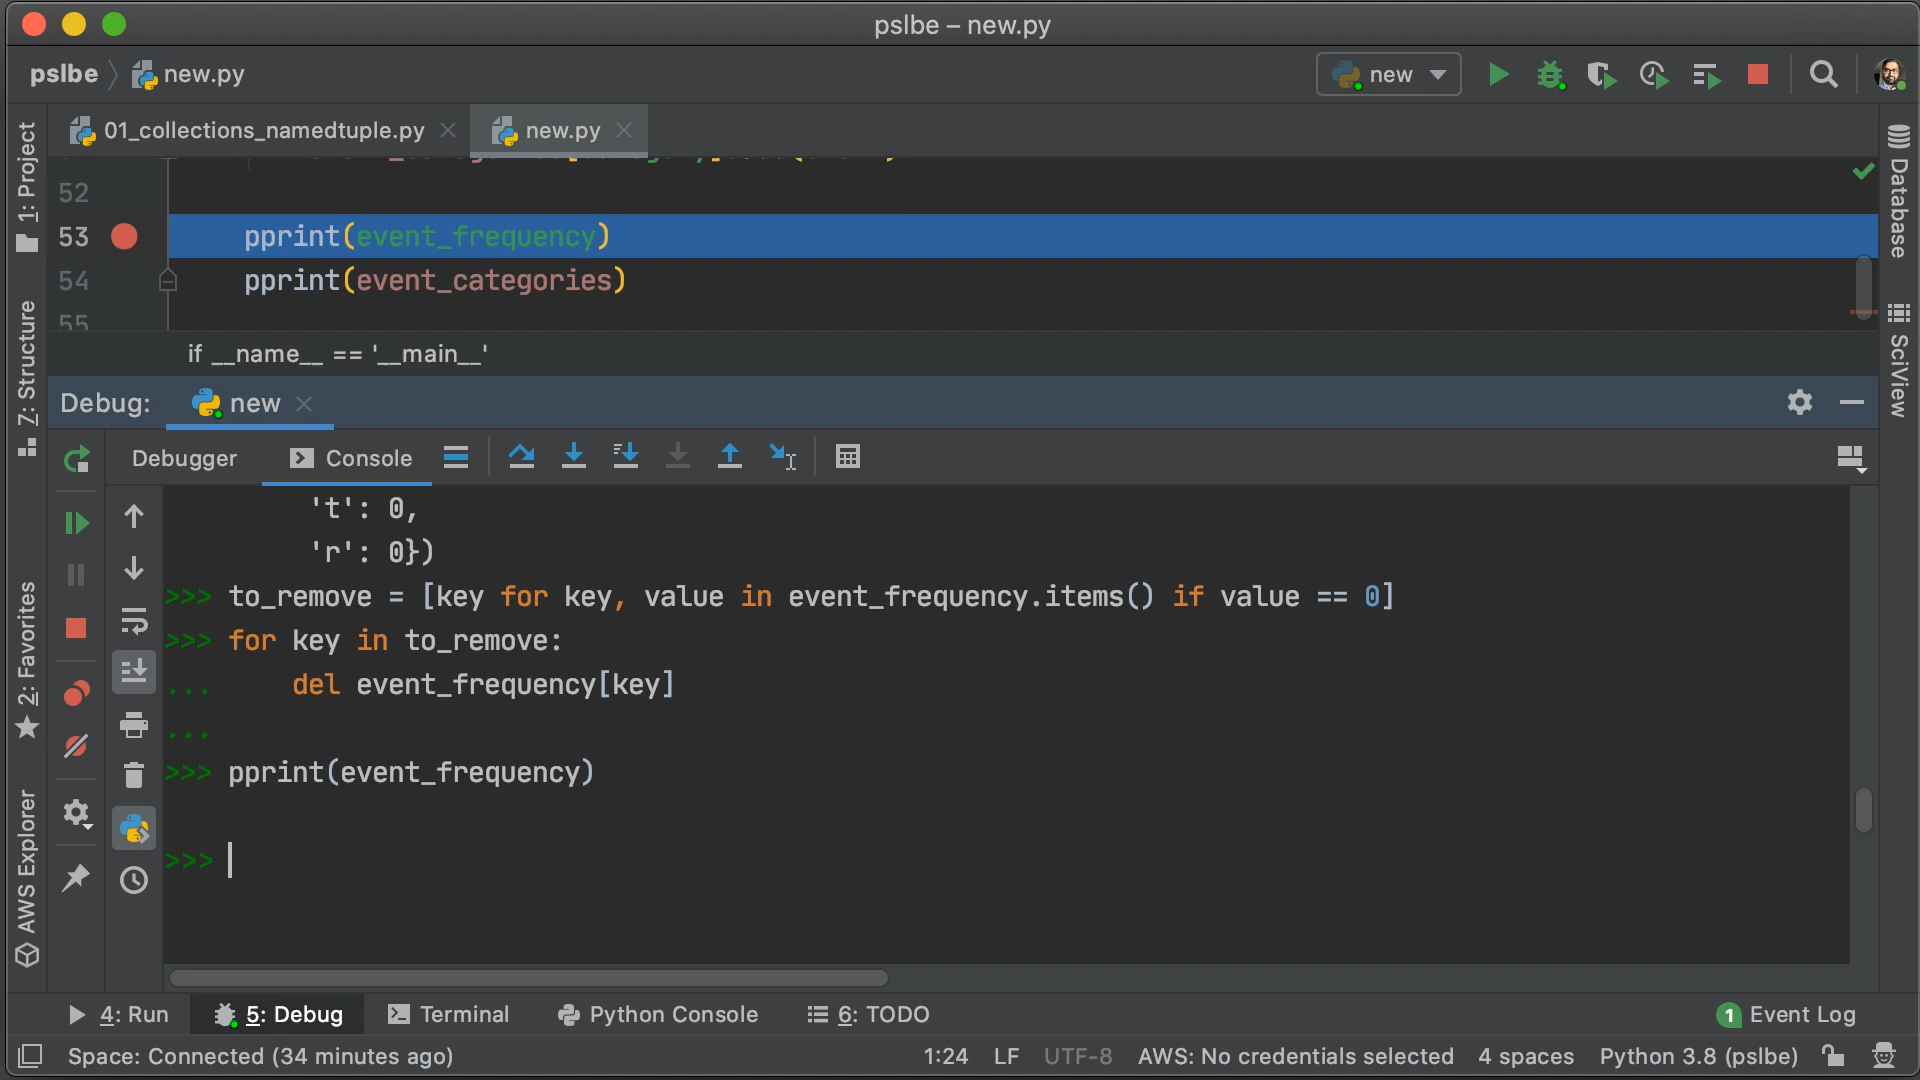 pslbe – new.py
pslbe
new.py
new
01_collections_namedtuple.py
new.py
52
53 pprint(event_frequency)
54 pprint(event_categories)
55
if __name__ == '__main__'
Debug: new
Debugger Console
't': 0,
'r': 0})
>>> to_remove = [key for key, value in event_frequency.items() if value == 0]
>>> for key in to_remove:
... del event_frequency[key]
...
>>> pprint(event_frequency)
>>>
1: Project
7: Structure
2: Favorites
AWS Explorer
Database
SciView
4: Run 5: Debug Terminal Python Console 6: TODO 1 Event Log
Space: Connected (34 minutes ago) 1:24 LF UTF-8 AWS: No credentials selected 4 spaces Python 3.8 (pslbe)